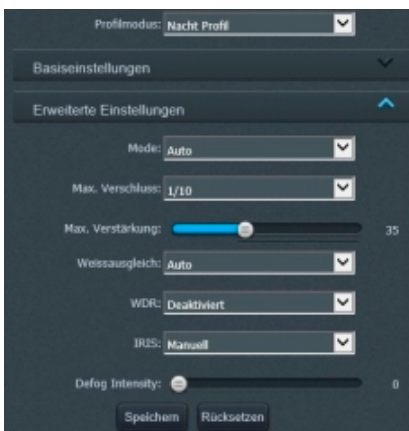 Profilmodus: Nacht Profil
Basiseinstellungen
Erweiterte Einstellungen
Mode: Auto
Max. Verschluss: 1/10
Max. Verstärkung: 35
Weissausgleich: Auto
WDR: Deaktiviert
IRIS: Manuell
Defog Intensity: 0
Speichern Rücksetzen